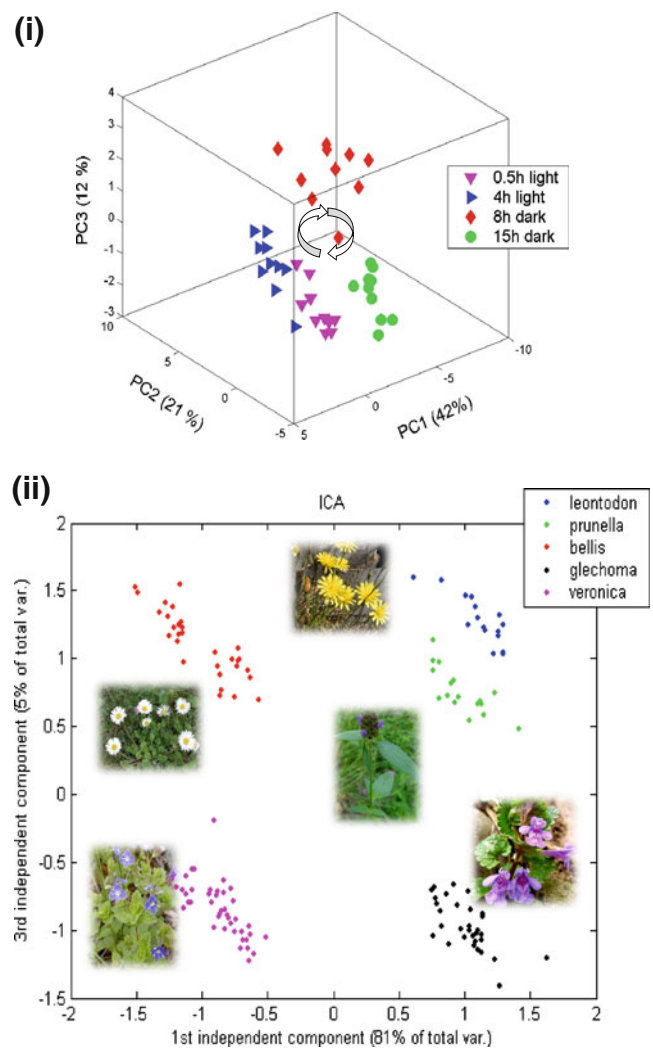 (i)
4
3
2
1
0
-1
-2
-3
PC3 (12 %)
10
5
0
-5
PC2 (21 %)
5
0
-5
-10
PC1 (42%)
0.5h light
4h light
8h dark
15h dark
(ii)
ICA
leontodon
prunella
bellis
glechoma
veronica
2
1.5
1
0.5
0
-0.5
-1
-1.5
3rd independent component (5% of total var.)
-2
-1.5
-1
-0.5
0
0.5
1
1.5
2
1st independent component (81% of total var.)